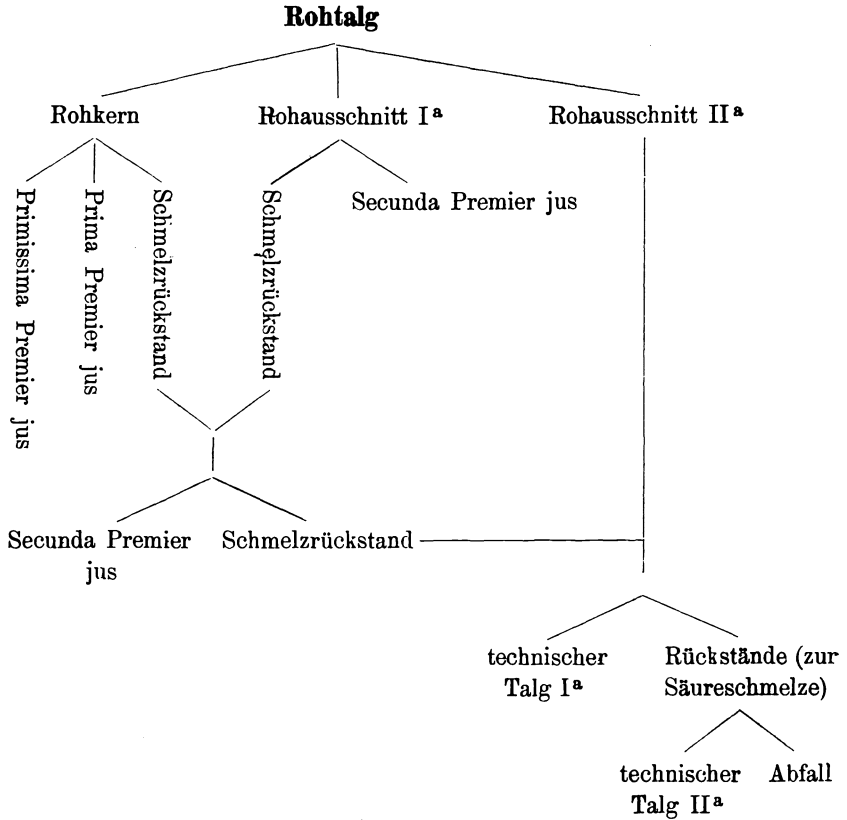 Rohtalg
Rohkern
Rohausschnitt Iᵃ
Rohausschnitt IIᵃ
Primissima Premier jus
Prima Premier jus
Schmelzrückstand
Schmelzrückstand
Secunda Premier jus
Secunda Premier
jus
Schmelzrückstand
technischer
Talg Iᵃ
Rückstände (zur
Säureschmelze)
technischer
Talg IIᵃ
Abfall